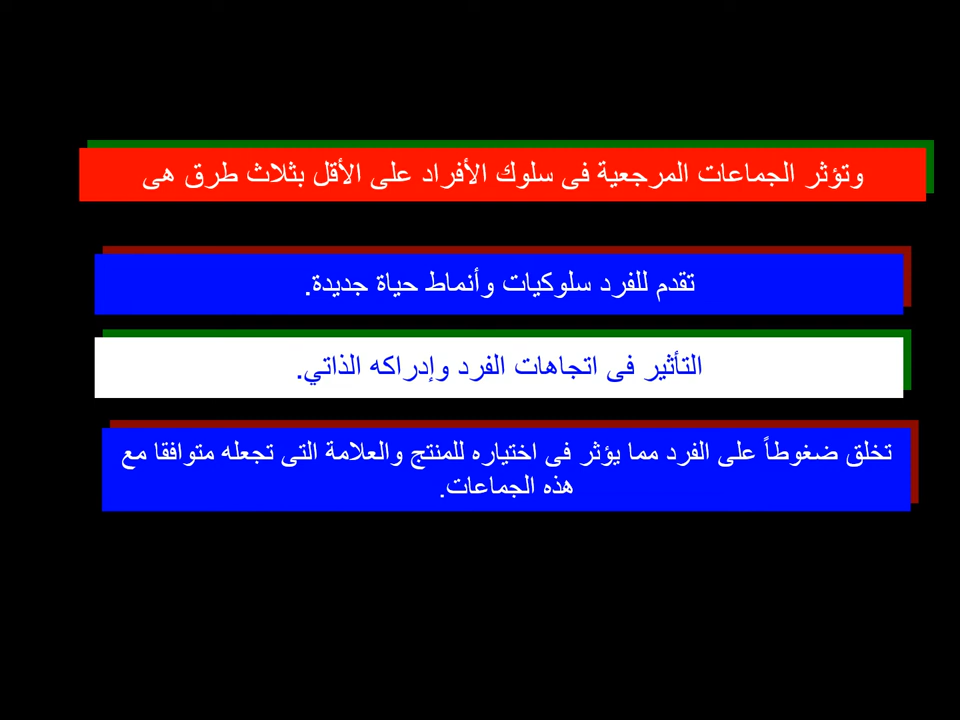 وتؤثر الجماعات المرجعية فى سلوك الأفراد على الأقل بثلاث طرق هى
تقدم للفرد سلوكيات وأنماط حياة جديدة.
التأثير فى اتجاهات الفرد وإدراكه الذاتي.
تخلق ضغوطاً على الفرد مما يؤثر فى اختياره للمنتج والعلامة التى تجعله متوافقا مع
هذه الجماعات.